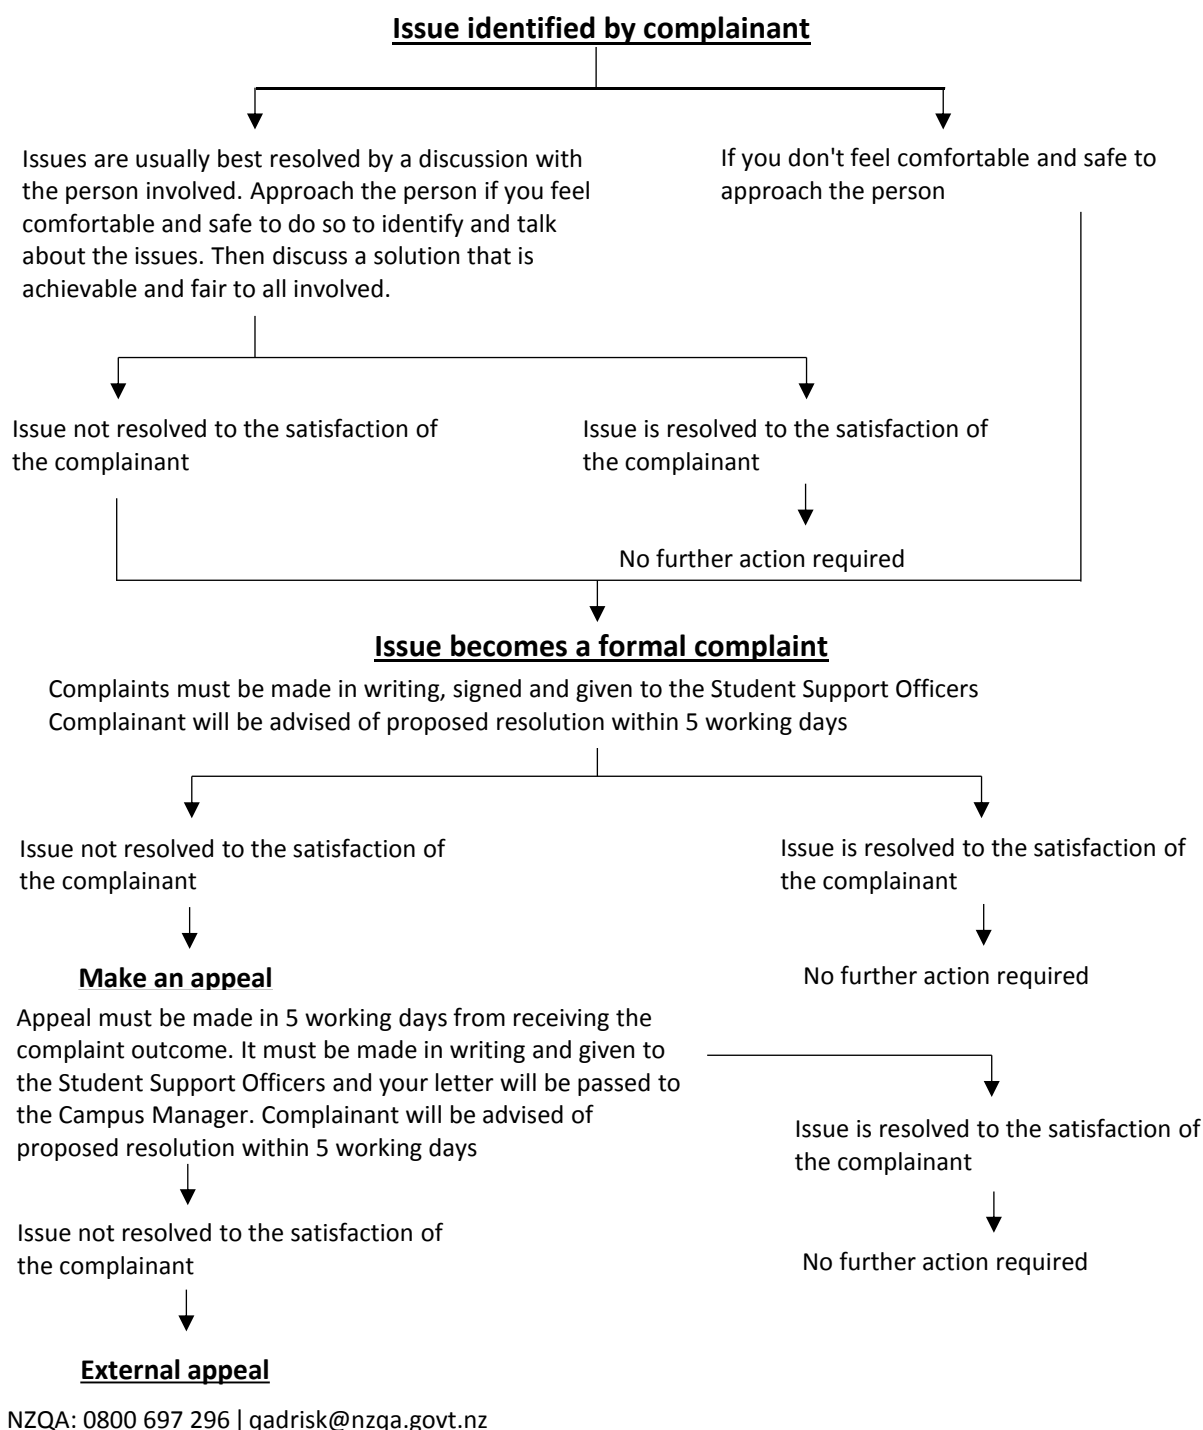 Issue identified by complainant
Issues are usually best resolved by a discussion with
the person involved. Approach the person if you feel
comfortable and safe to do so to identify and talk
about the issues. Then discuss a solution that is
achievable and fair to all involved.
If you don't feel comfortable and safe to
approach the person
Issue not resolved to the satisfaction of
the complainant
Issue is resolved to the satisfaction of
the complainant
No further action required
Issue becomes a formal complaint
Complaints must be made in writing, signed and given to the Student Support Officers
Complainant will be advised of proposed resolution within 5 working days
Issue not resolved to the satisfaction of
the complainant
Issue is resolved to the satisfaction of
the complainant
No further action required
Make an appeal
Appeal must be made in 5 working days from receiving the
complaint outcome. It must be made in writing and given to
the Student Support Officers and your letter will be passed to
the Campus Manager. Complainant will be advised of
proposed resolution within 5 working days
Issue is resolved to the satisfaction of
the complainant
No further action required
Issue not resolved to the satisfaction of
the complainant
External appeal
NZQA: 0800 697 296 | qadrisk@nzqa.govt.nz